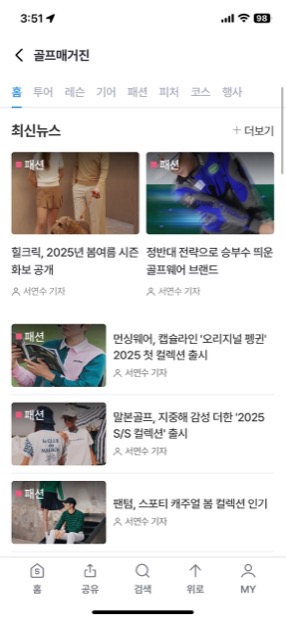 3:51
98
골프매거진
홈 투어 레슨 기어 패션 피처 코스 행사
최신뉴스
+ 더보기
패션
패션
힐크릭, 2025년 봄여름 시즌
화보 공개
서연수 기자
정반대 전략으로 승부수 띄운
골프웨어 브랜드
서연수 기자
패션
먼싱웨어, 캡슐라인 '오리지널 펭귄'
2025 첫 컬렉션 출시
서연수 기자
패션
말본골프, 지중해 감성 더한 '2025
S/S 컬렉션' 출시
서연수 기자
패션
팬텀, 스포티 캐주얼 봄 컬렉션 인기
서연수 기자
S
홈 공유 검색 위로 MY